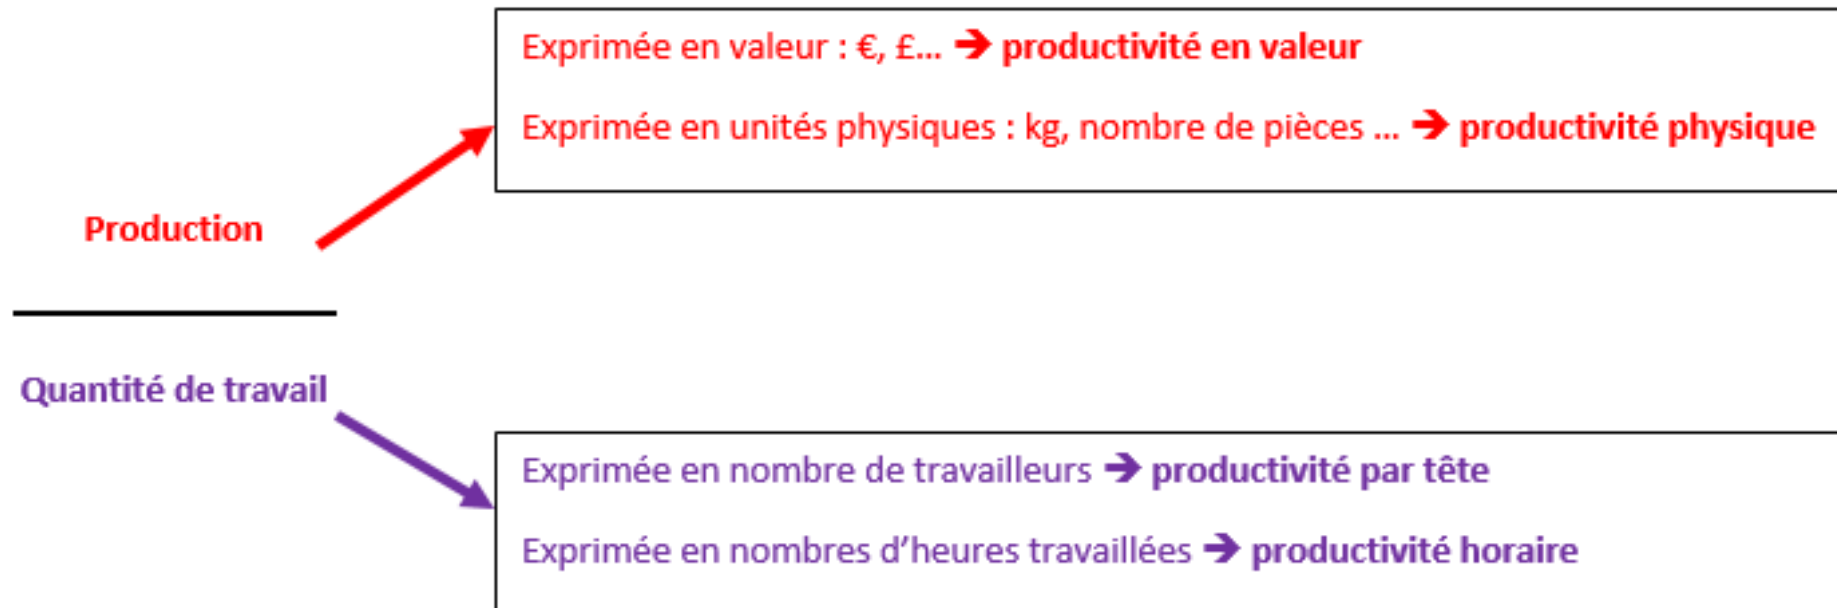 Exprimée en valeur : €, £... ➔ productivité en valeur
Exprimée en unités physiques : kg, nombre de pièces ... ➔ productivité physique
Production
Quantité de travail
Exprimée en nombre de travailleurs ➔ productivité par tête
Exprimée en nombres d’heures travaillées ➔ productivité horaire